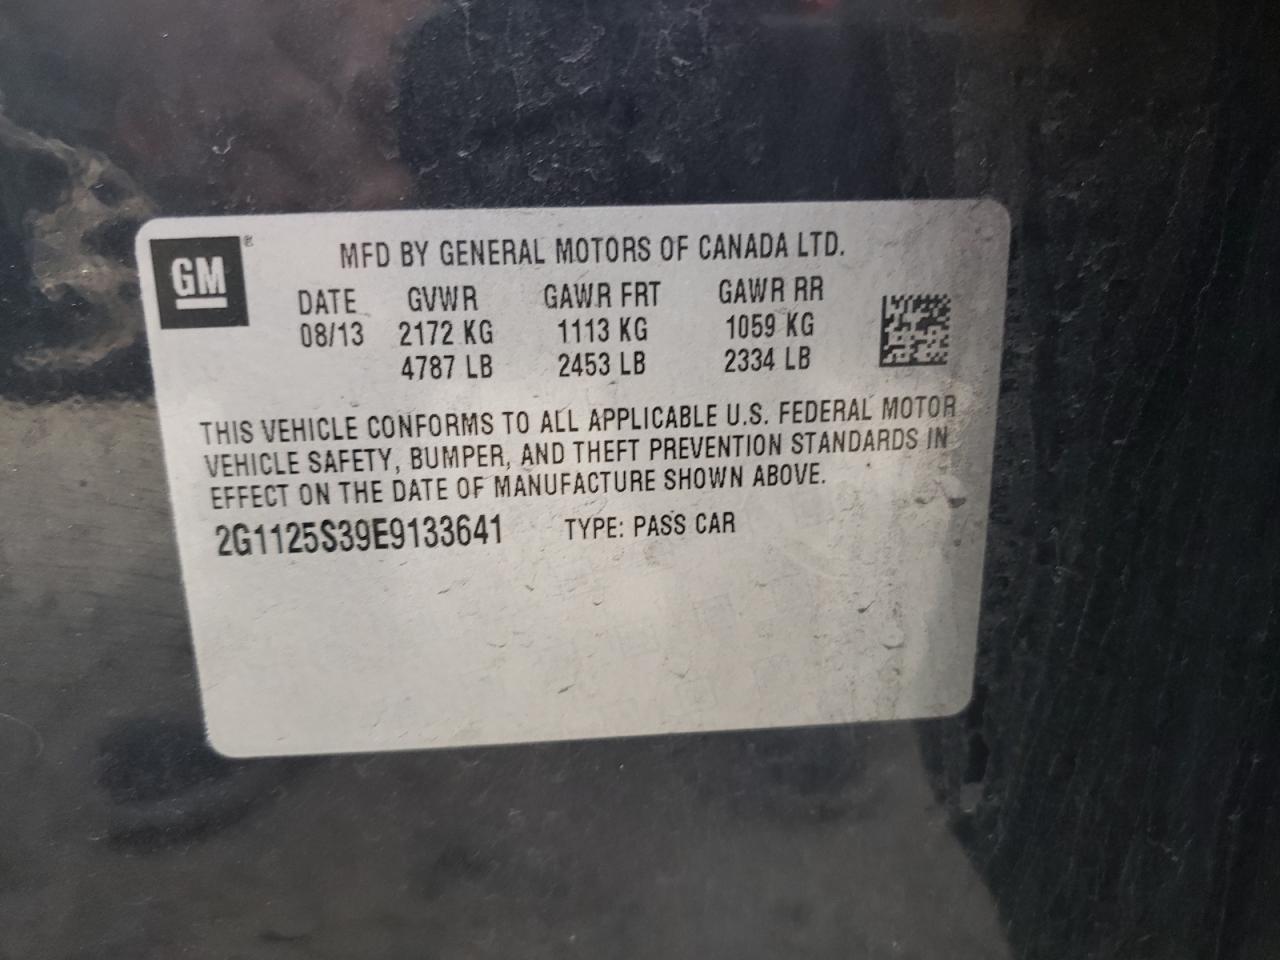 GM ®
MFD BY GENERAL MOTORS OF CANADA LTD.
DATE GVWR GAWR FRT GAWR RR
08/13 2172 KG 1113 KG 1059 KG
4787 LB 2453 LB 2334 LB
THIS VEHICLE CONFORMS TO ALL APPLICABLE U.S. FEDERAL MOTOR
VEHICLE SAFETY, BUMPER, AND THEFT PREVENTION STANDARDS IN
EFFECT ON THE DATE OF MANUFACTURE SHOWN ABOVE.
2G1125S39E9133641 TYPE: PASS CAR